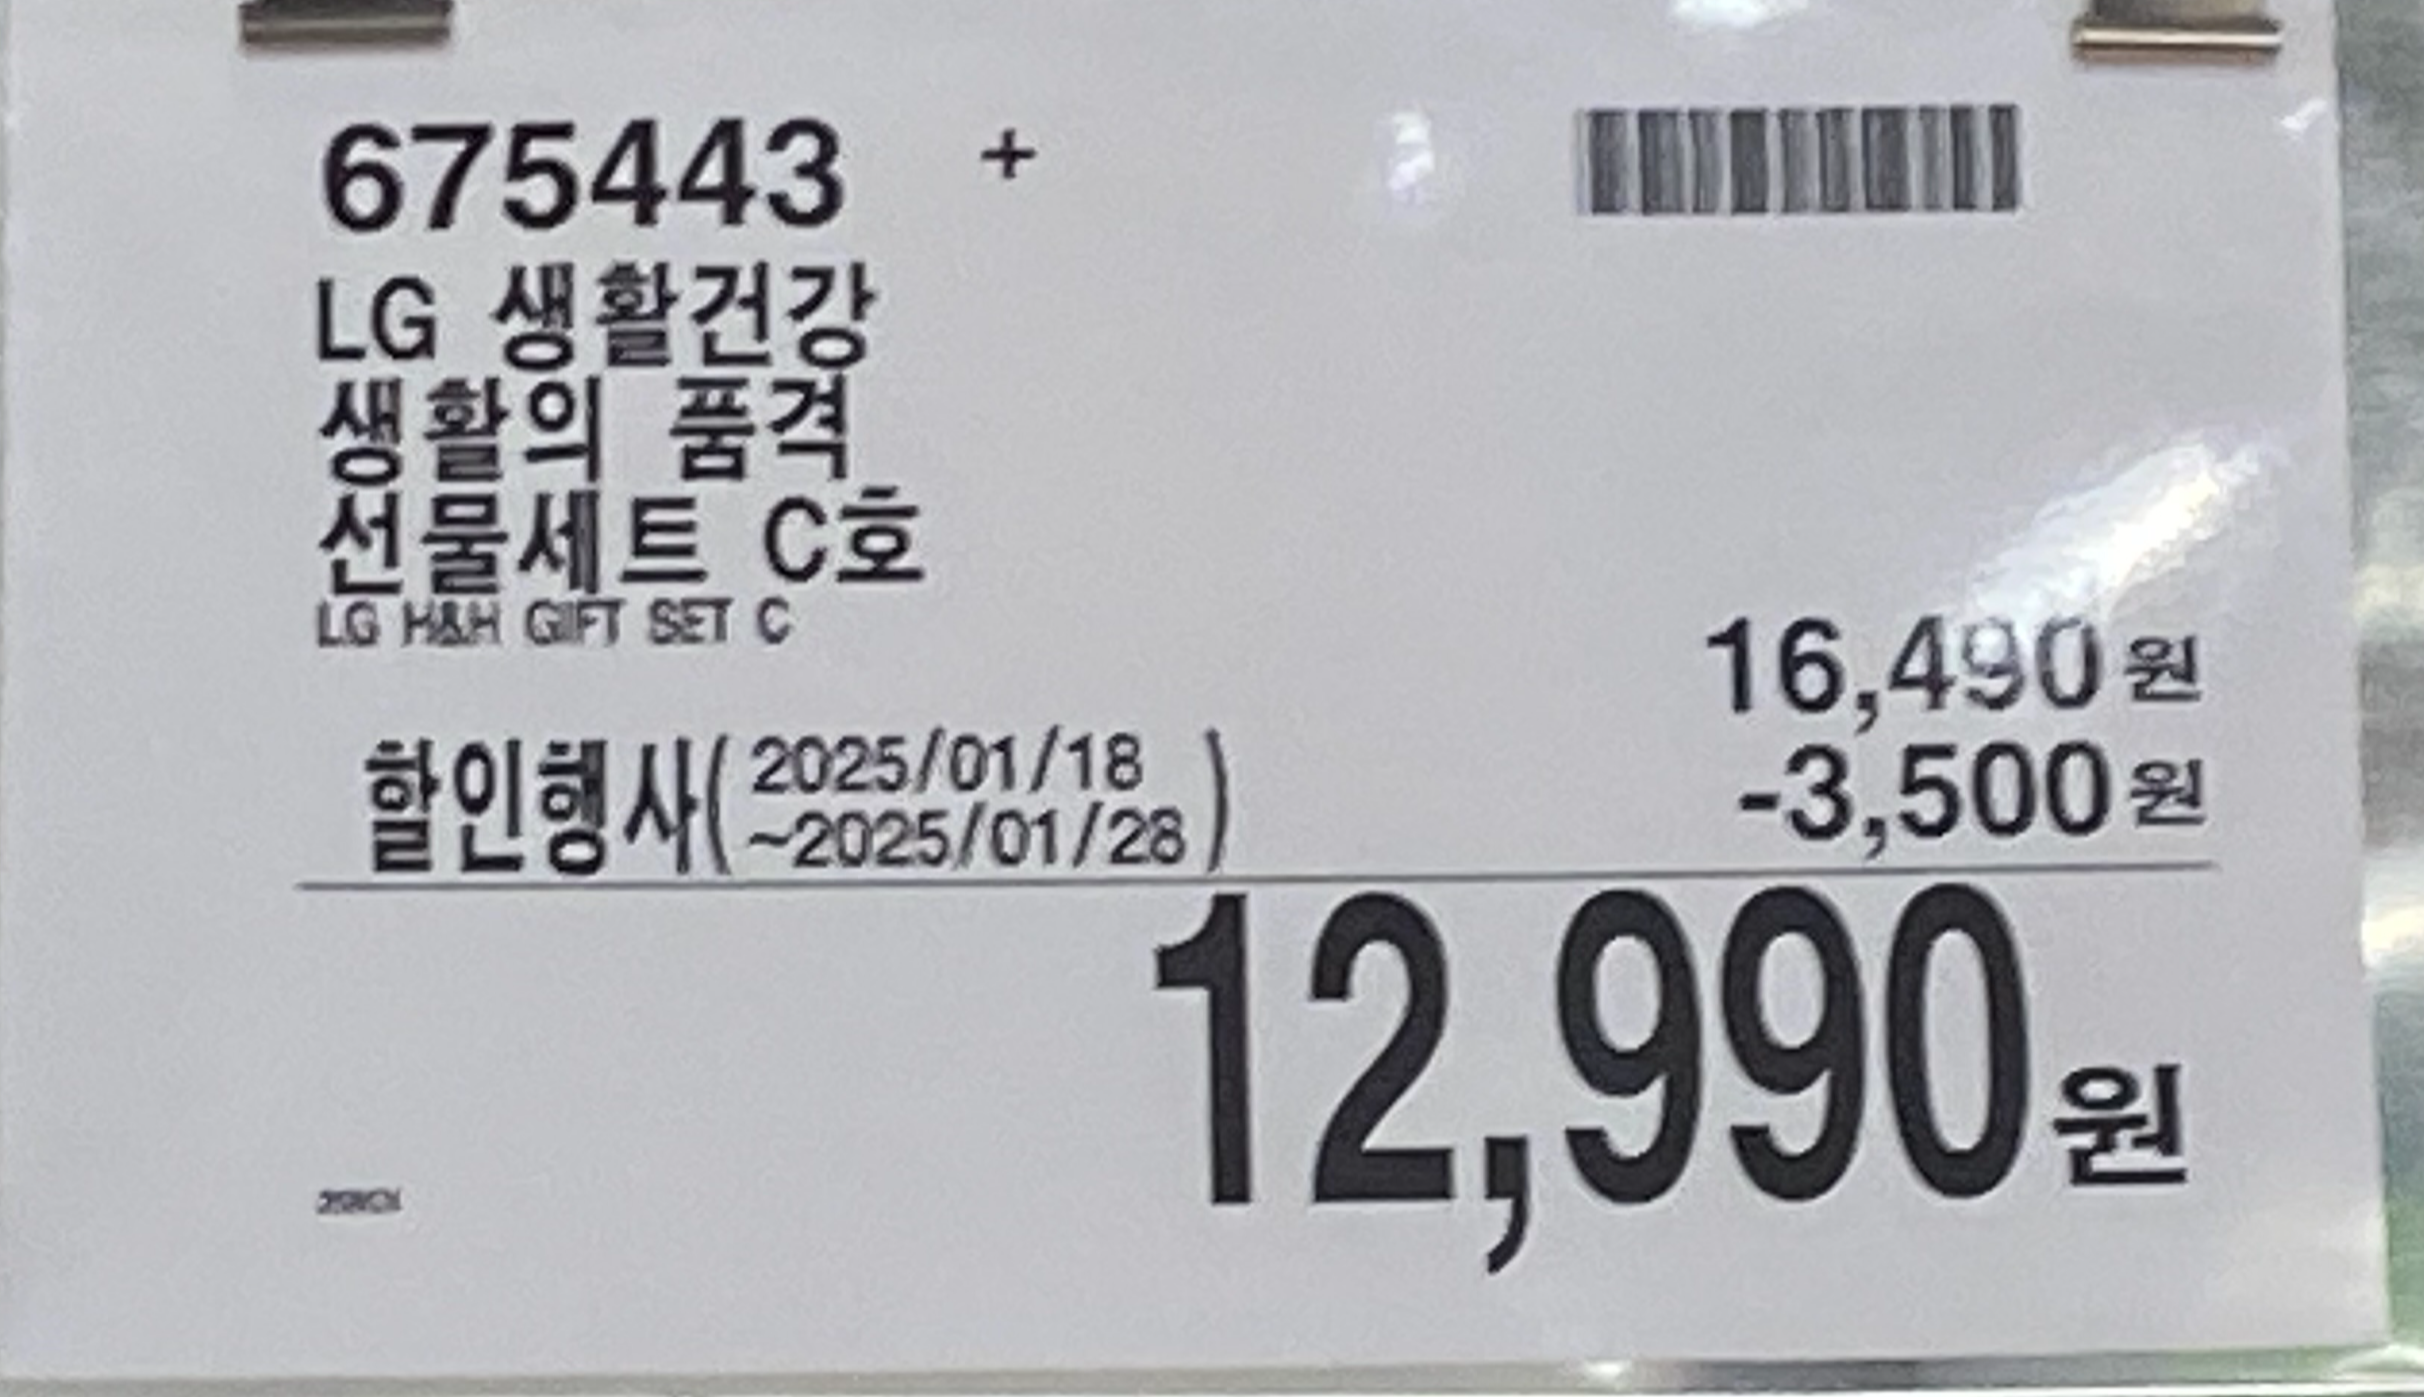 675443 +
LG 생활건강
생활의 품격
선물세트 C호
LG H&H GIFT SET C
16,490원
할인행사(2025/01/18
~2025/01/28)
-3,500원
12,990원